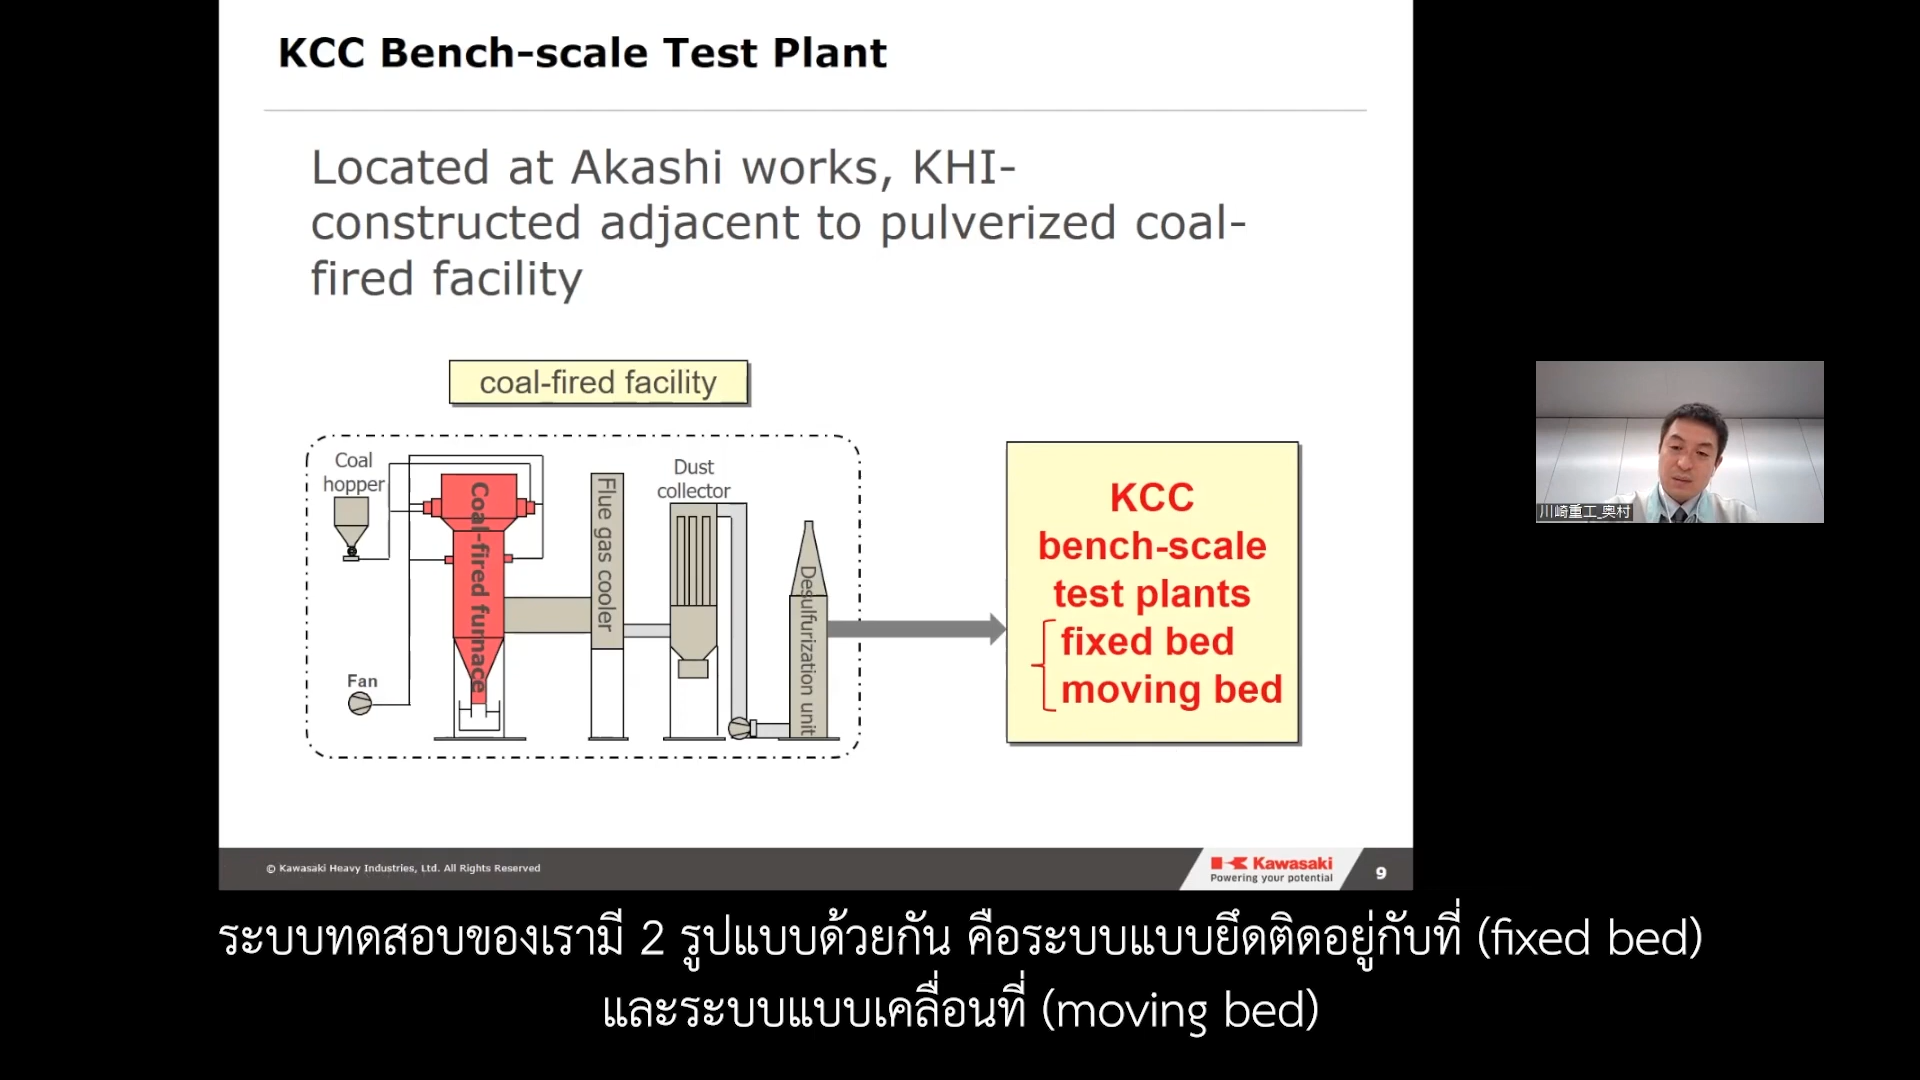 KCC Bench-scale Test Plant
Located at Akashi works, KHI-
constructed adjacent to pulverized coal-
fired facility
coal-fired facility
Coal
hopper
Coal-fired furnace
Flue gas cooler
Dust
collector
Desulfurization unit
Fan
KCC
bench-scale
test plants
fixed bed
moving bed
川崎重工_奥村
© Kawasaki Heavy Industries, Ltd. All Rights Reserved
Kawasaki
Powering your potential
9
ระบบทดสอบของเรามี 2 รูปแบบด้วยกัน คือระบบแบบยึดติดอยู่กับที่ (fixed bed)
และระบบแบบเคลื่อนที่ (moving bed)